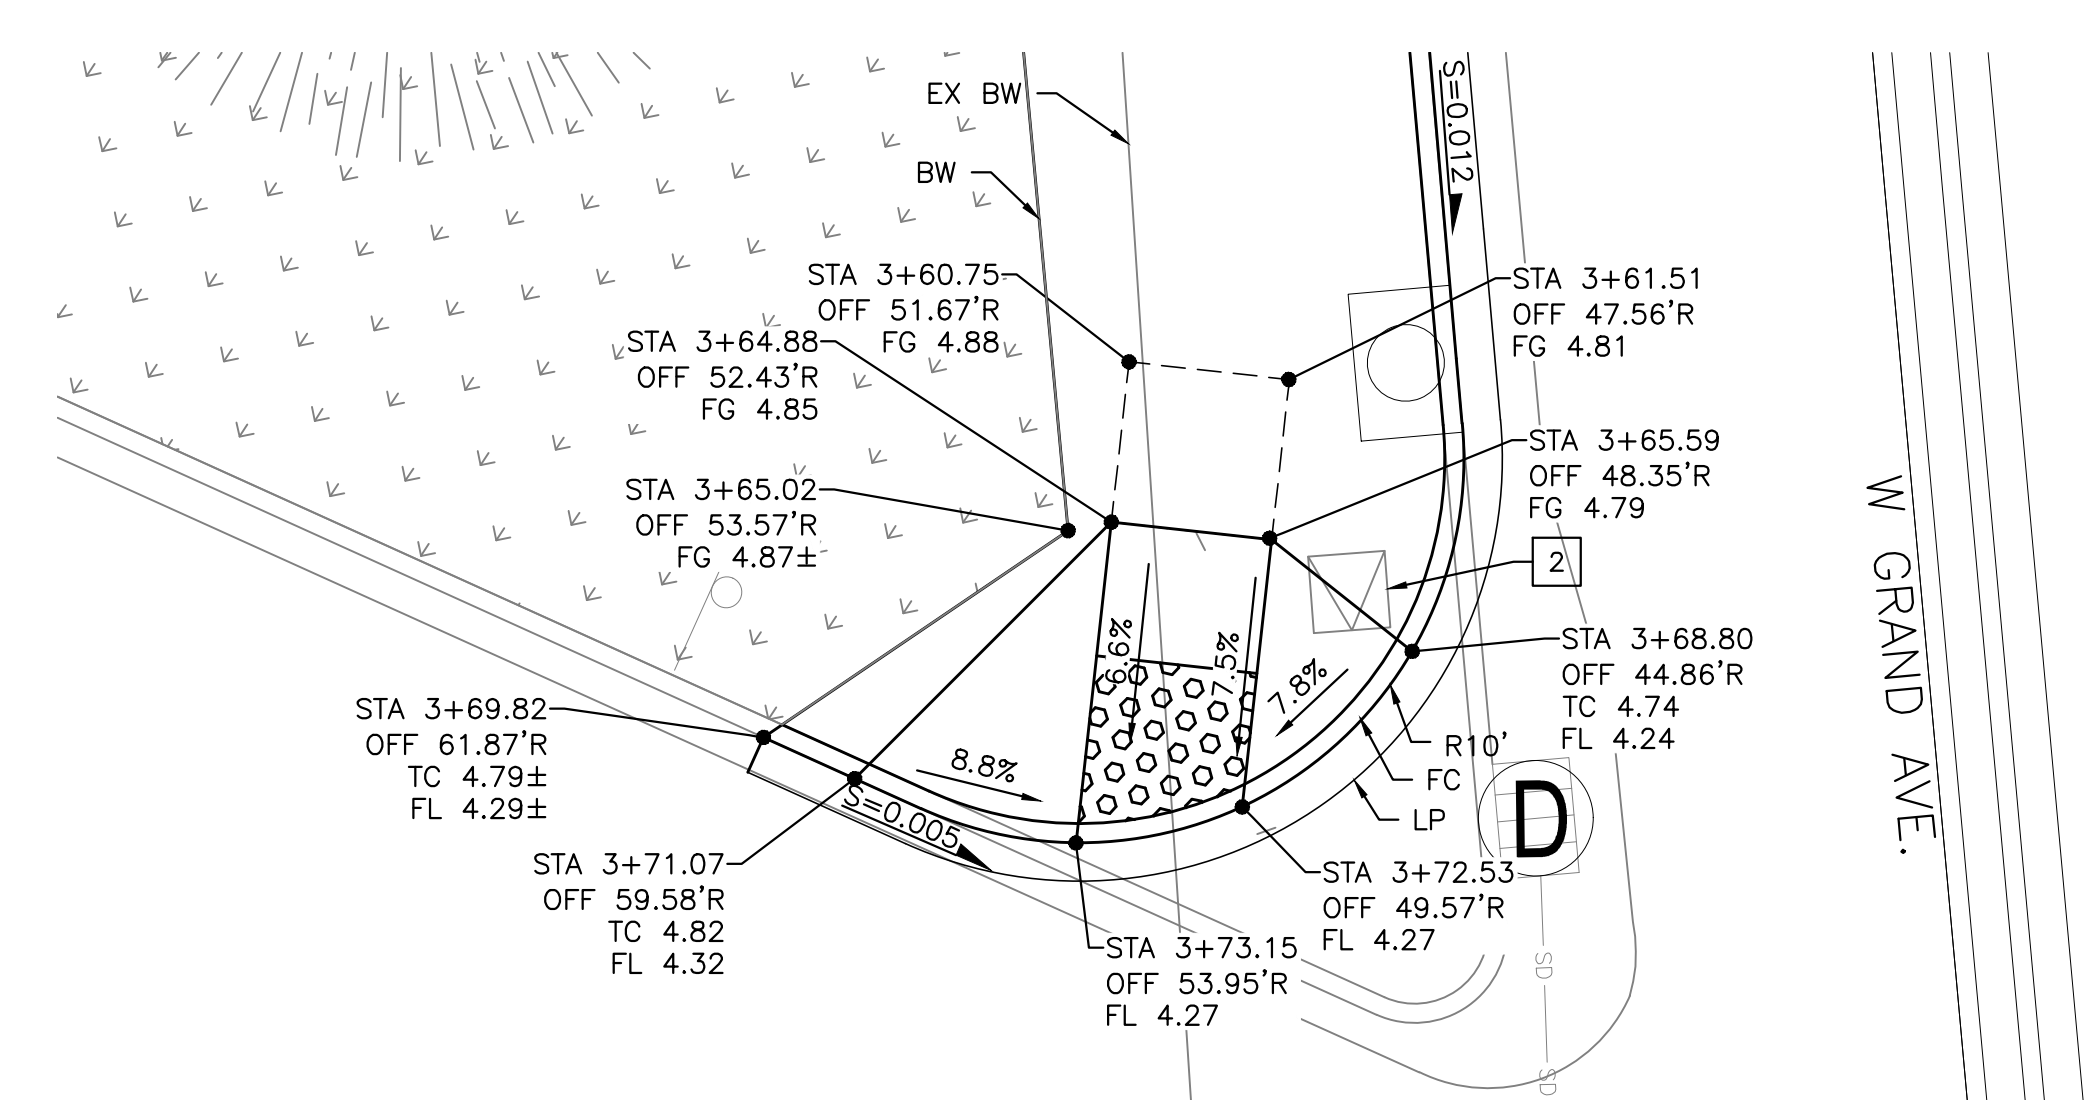 EX BW
BW
S=0.012
STA 3+60.75
OFF 51.67'R
FG 4.88
STA 3+61.51
OFF 47.56'R
FG 4.81
STA 3+64.88
OFF 52.43'R
FG 4.85
STA 3+65.59
OFF 48.35'R
FG 4.79
STA 3+65.02
OFF 53.57'R
FG 4.87±
2
W GRAND AVE.
STA 3+68.80
OFF 44.86'R
TC 4.74
FL 4.24
6.6%
7.5%
7.8%
8.8%
STA 3+69.82
OFF 61.87'R
TC 4.79±
FL 4.29±
R10'
FC
LP
D
S=0.005
STA 3+71.07
OFF 59.58'R
TC 4.82
FL 4.32
STA 3+72.53
OFF 49.57'R
FL 4.27
STA 3+73.15
OFF 53.95'R
FL 4.27
SD
SD